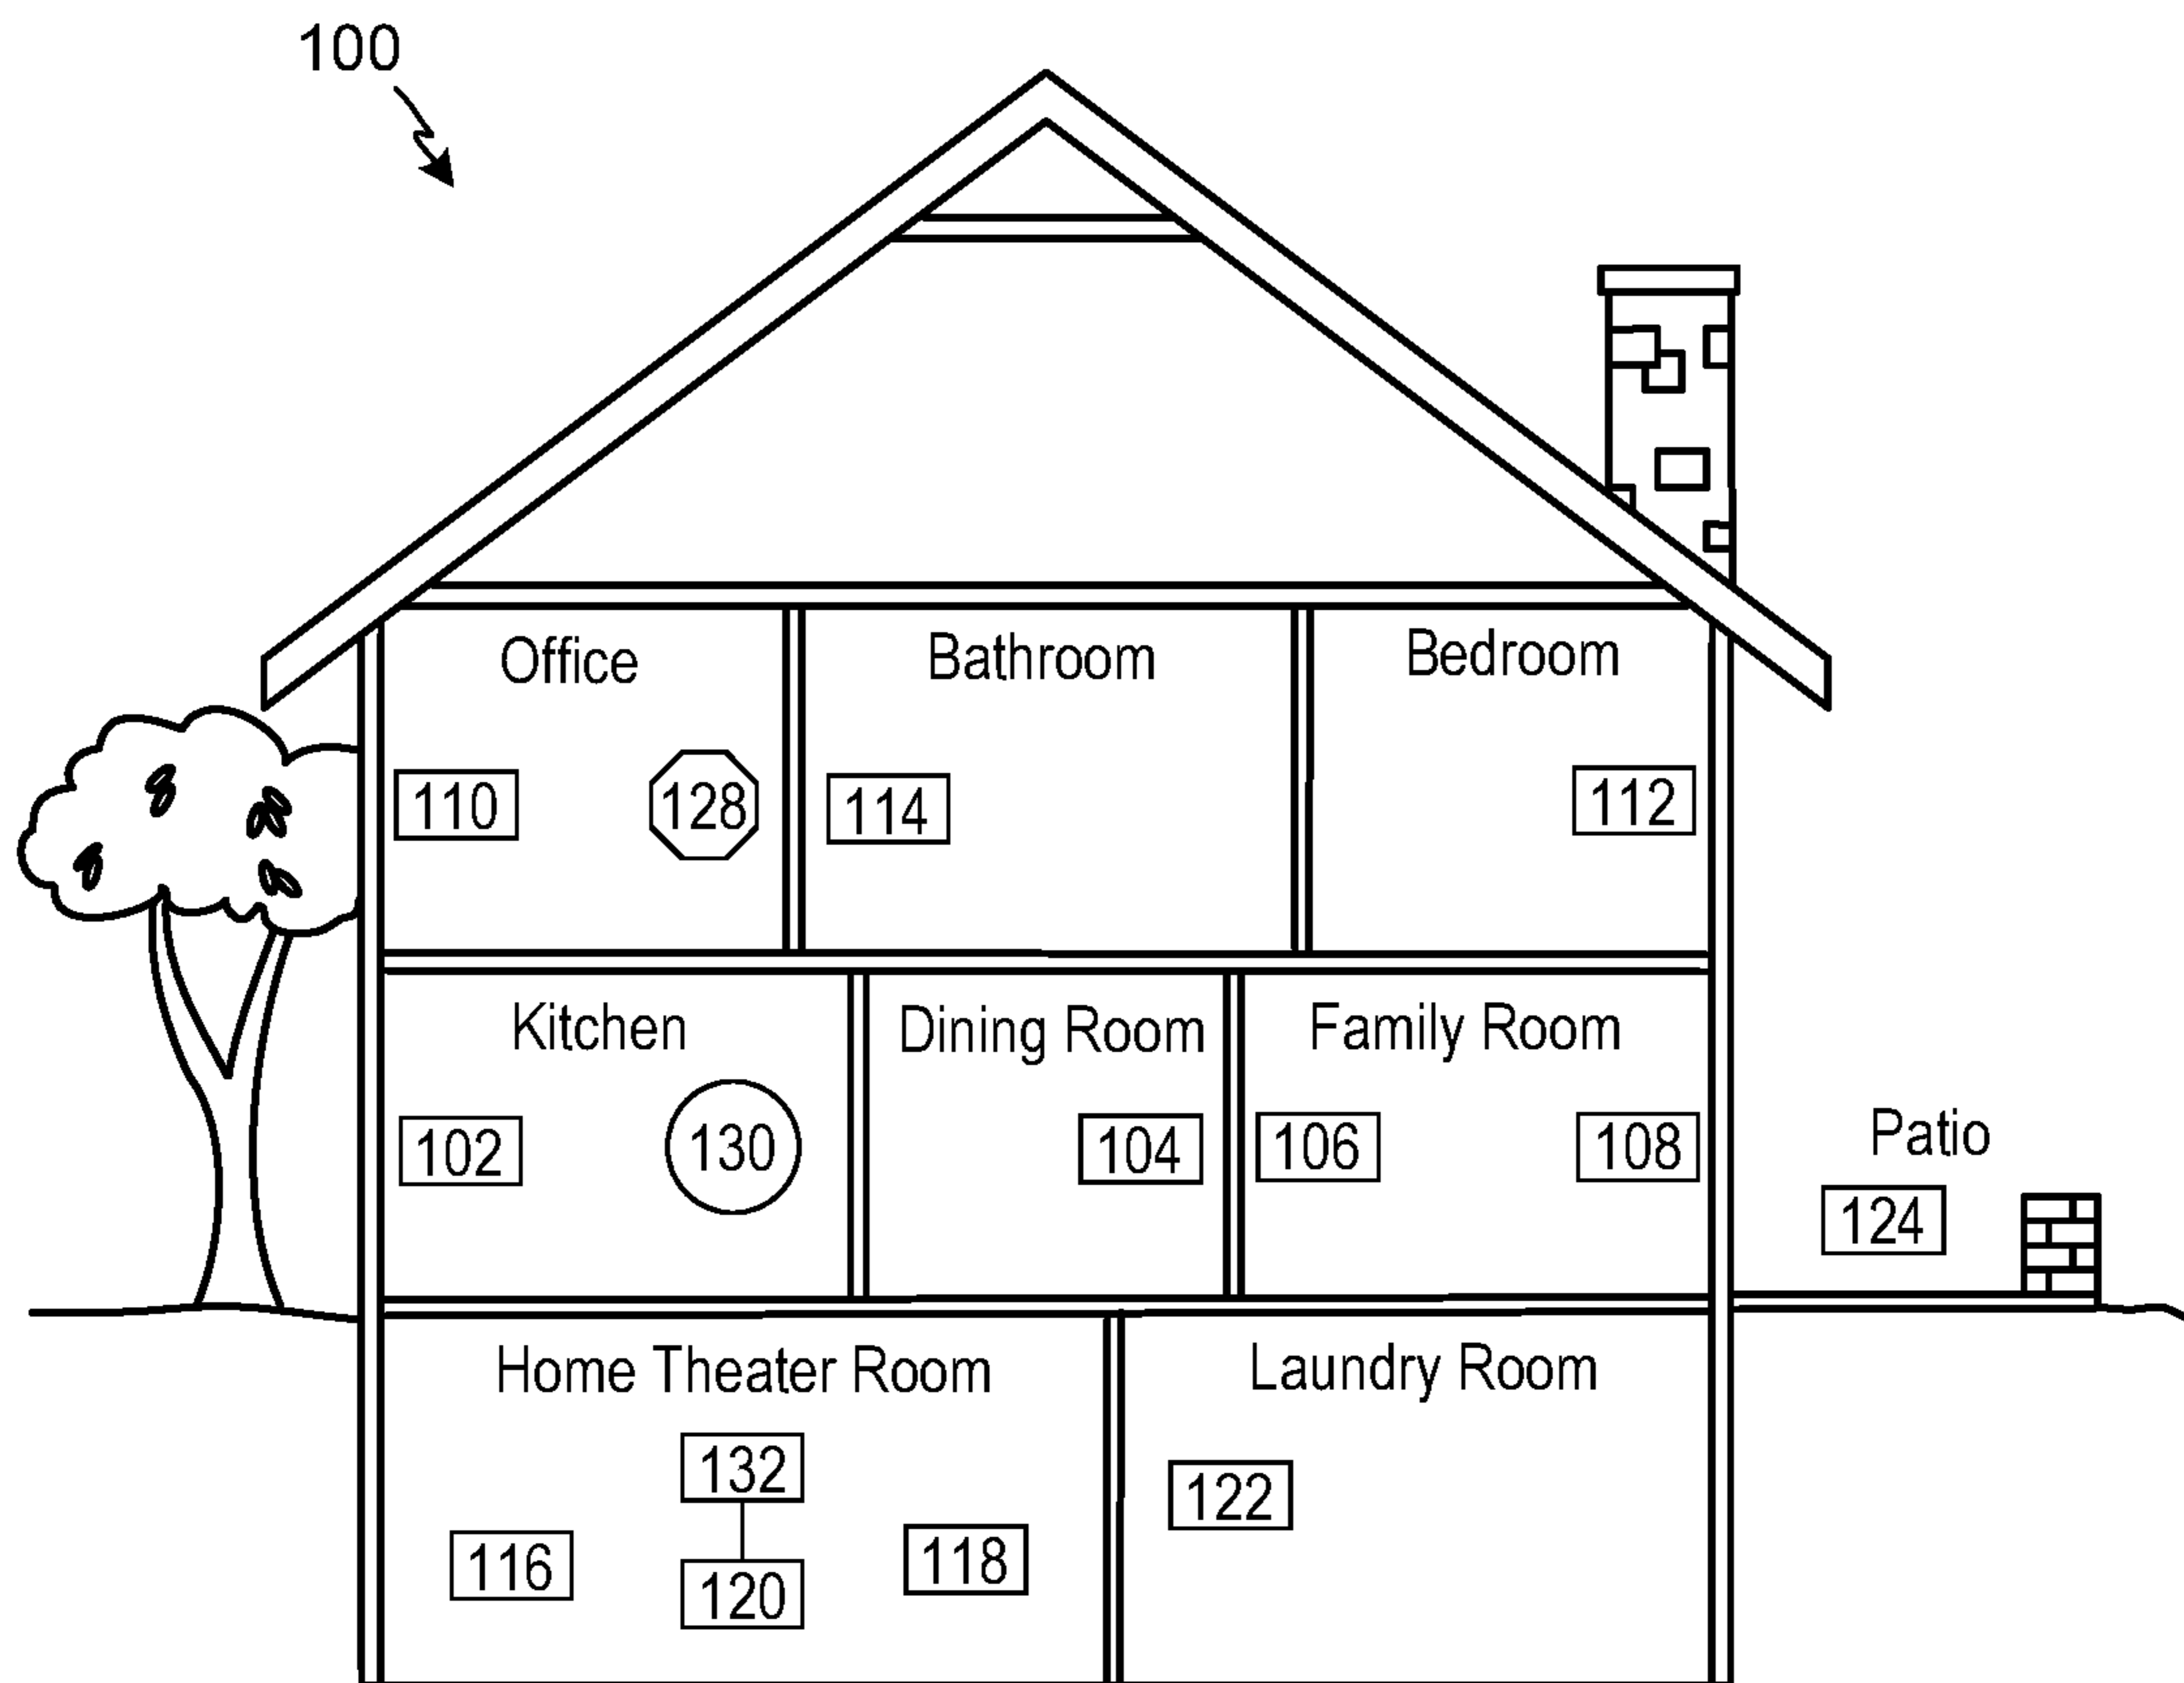 100
Office Bathroom Bedroom
110 128 114 112
Kitchen Dining Room Family Room
102 130 104 106 108
Patio
124
Home Theater Room Laundry Room
132
122
116 118
120